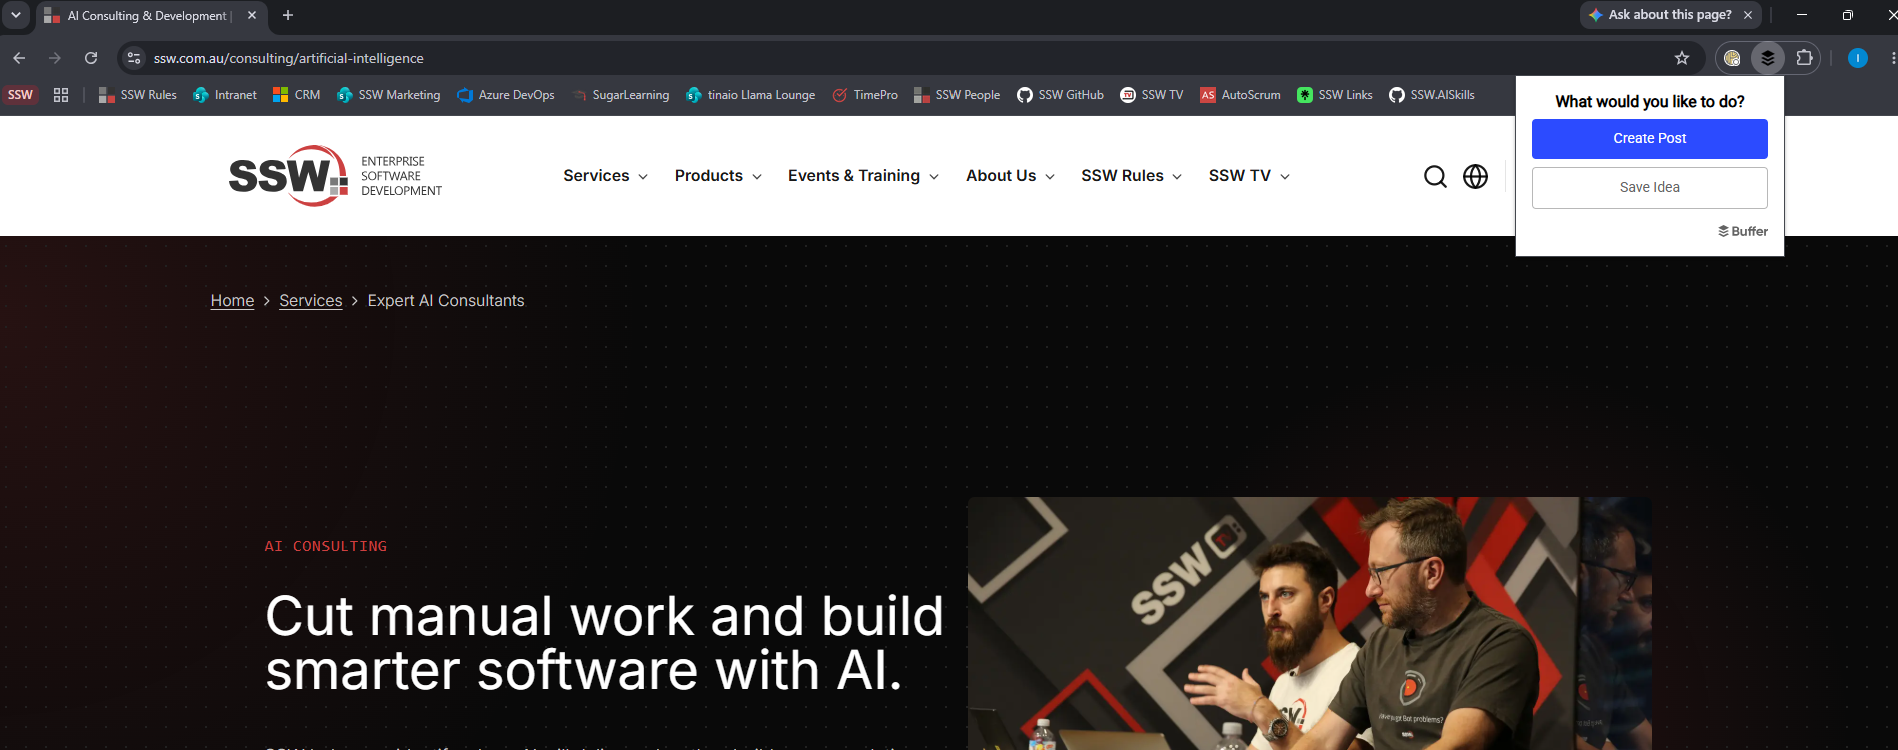 AI Consulting & Development |
Ask about this page?
ssw.com.au/consulting/artificial-intelligence
I
SSW
SSW Rules
Intranet
CRM
SSW Marketing
Azure DevOps
SugarLearning
tinaio Llama Lounge
TimePro
SSW People
SSW GitHub
TV
SSW TV
AS
AutoScrum
SSW Links
SSW.AISkills
What would you like to do?
Create Post
Save Idea
Buffer
SSW
ENTERPRISE
SOFTWARE
DEVELOPMENT
Services
Products
Events & Training
About Us
SSW Rules
SSW TV
Home > Services > Expert AI Consultants
AI CONSULTING
Cut manual work and build
smarter software with AI.
SSW TV